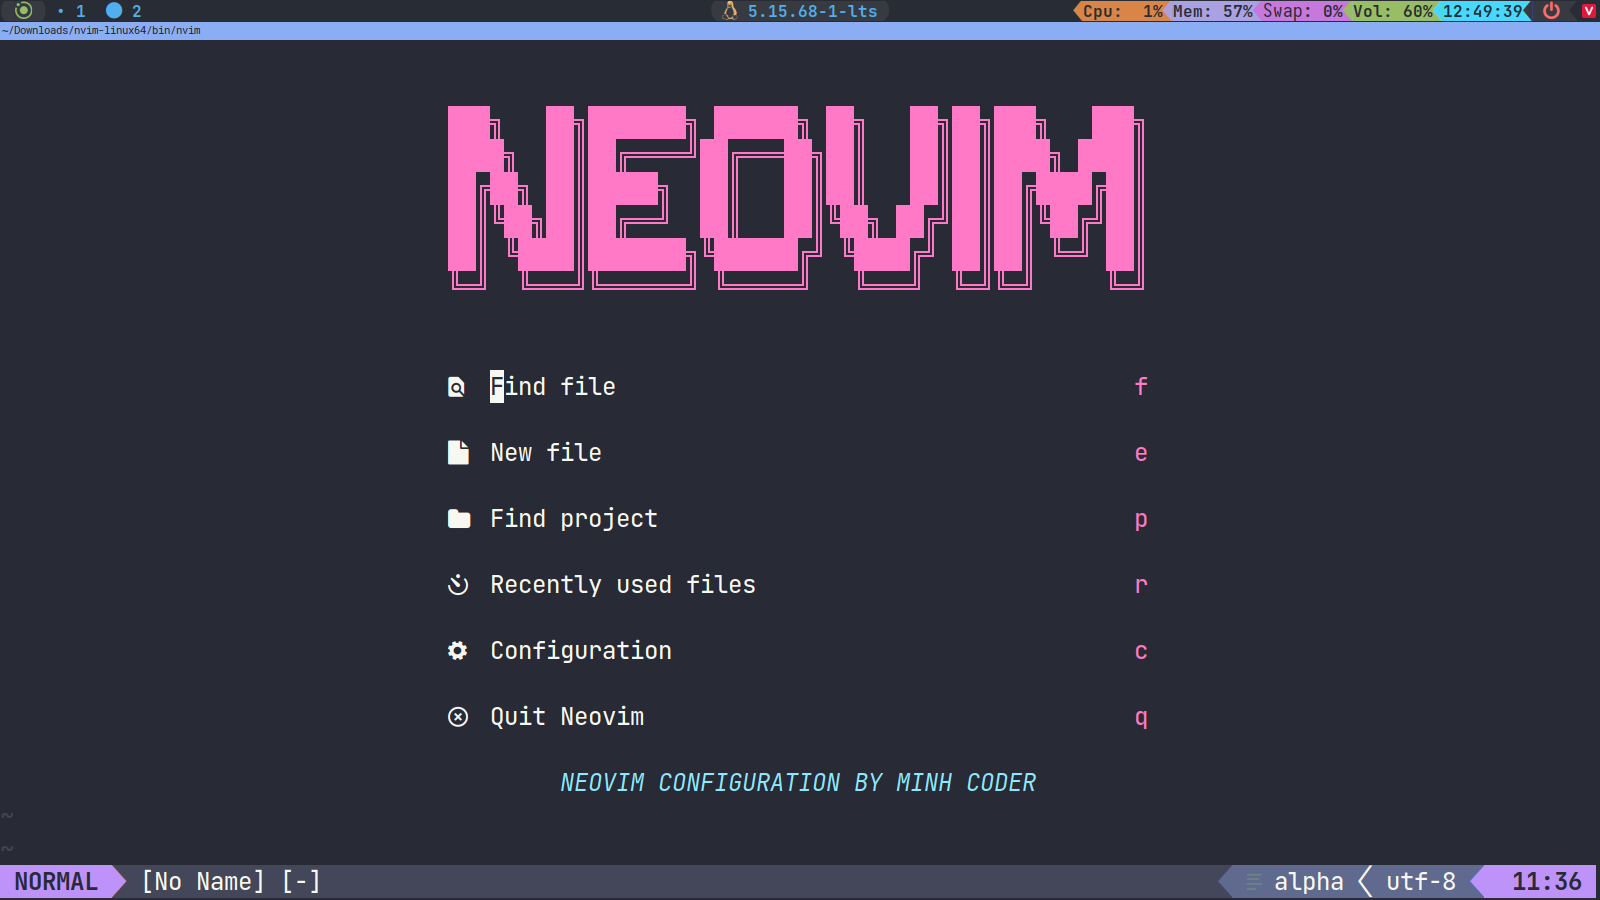 1 2 5.15.68-1-lts Cpu: 1% Mem: 57% Swap: 0% Vol: 60% 12:49:39 V
~/Downloads/nvim-linux64/bin/nvim
NEOVIM
Find file f
New file e
Find project p
Recently used files r
Configuration c
Quit Neovim q
NEOVIM CONFIGURATION BY MINH CODER
~
~
NORMAL [No Name] [-] alpha utf-8 11:36